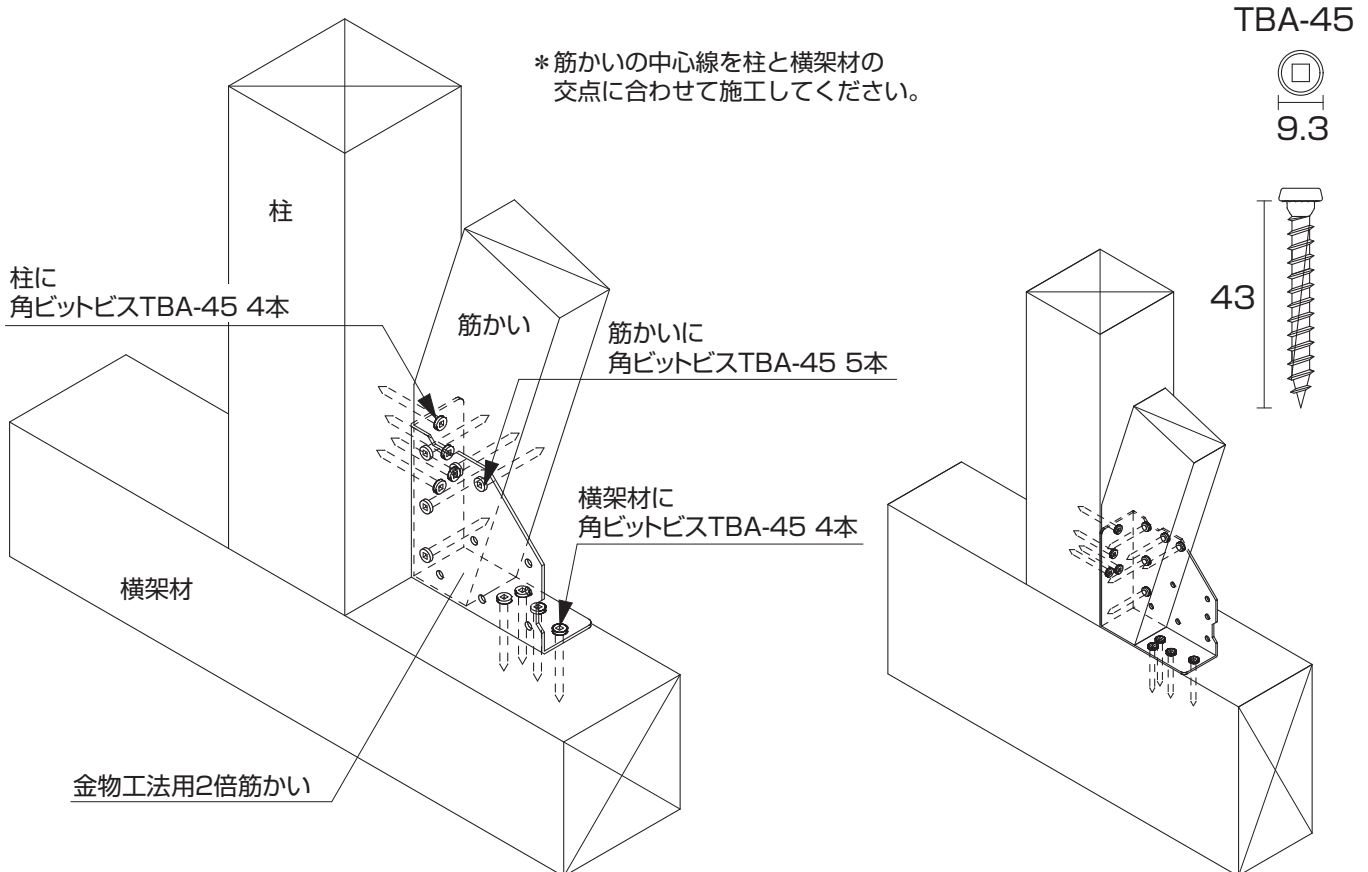 TBA-45
9.3
43
*筋かいの中心線を柱と横架材の
交点に合わせて施工してください。
柱
柱に
角ビットビスTBA-45 4本
筋かい
筋かいに
角ビットビスTBA-45 5本
横架材に
角ビットビスTBA-45 4本
横架材
金物工法用2倍筋かい